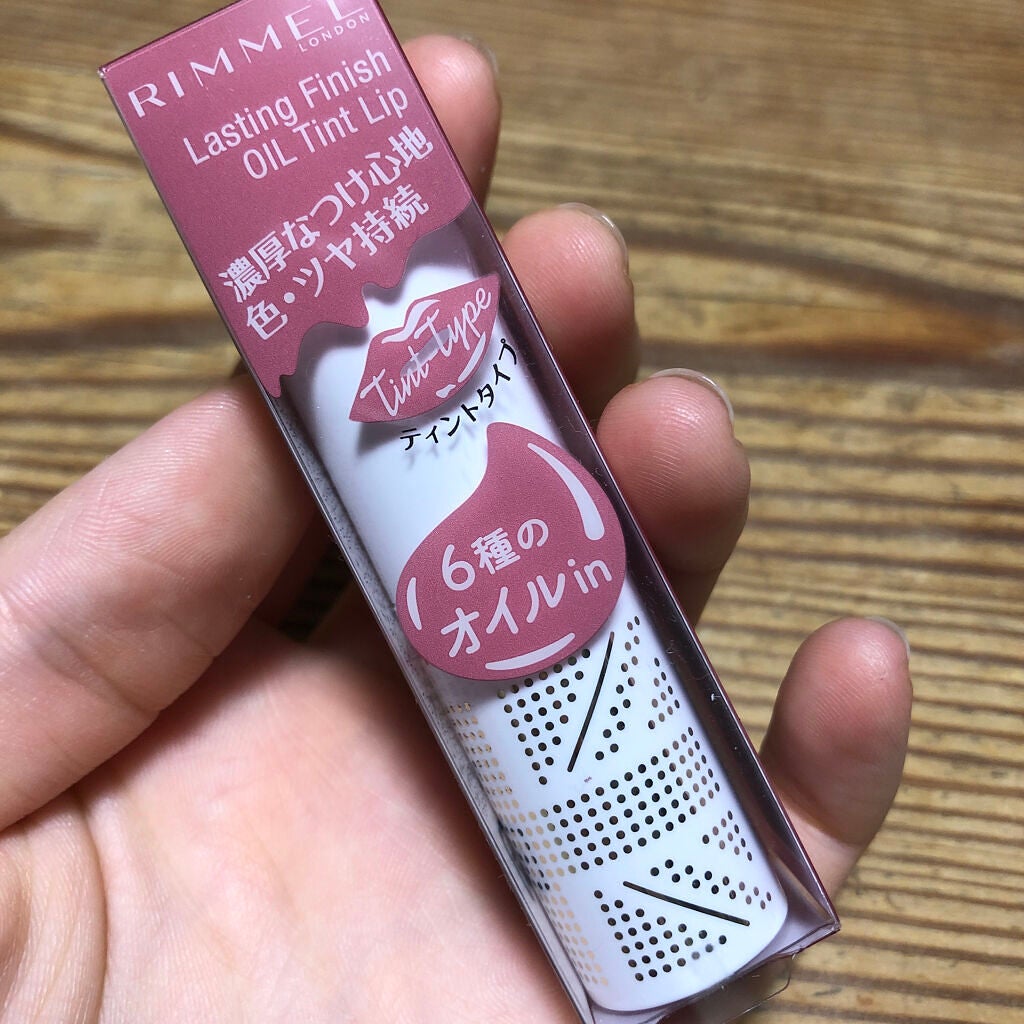 RIMMEL
LONDON
Lasting Finish
OIL Tint Lip
濃厚なつけ心地
色・ツヤ持続
Tint Type
ティントタイプ
6種の
オイルin